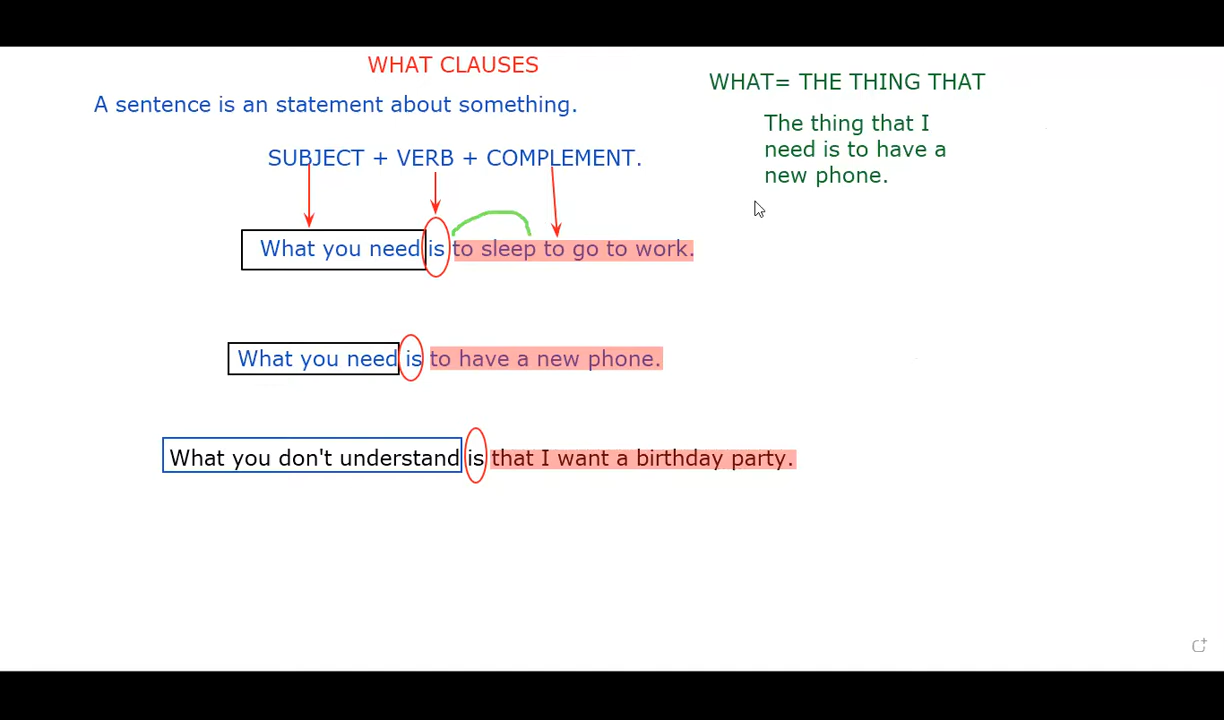 WHAT CLAUSES
A sentence is an statement about something.
SUBJECT + VERB + COMPLEMENT.
What you need is to sleep to go to work.
What you need is to have a new phone.
What you don't understand is that I want a birthday party.
WHAT= THE THING THAT
The thing that I
need is to have a
new phone.